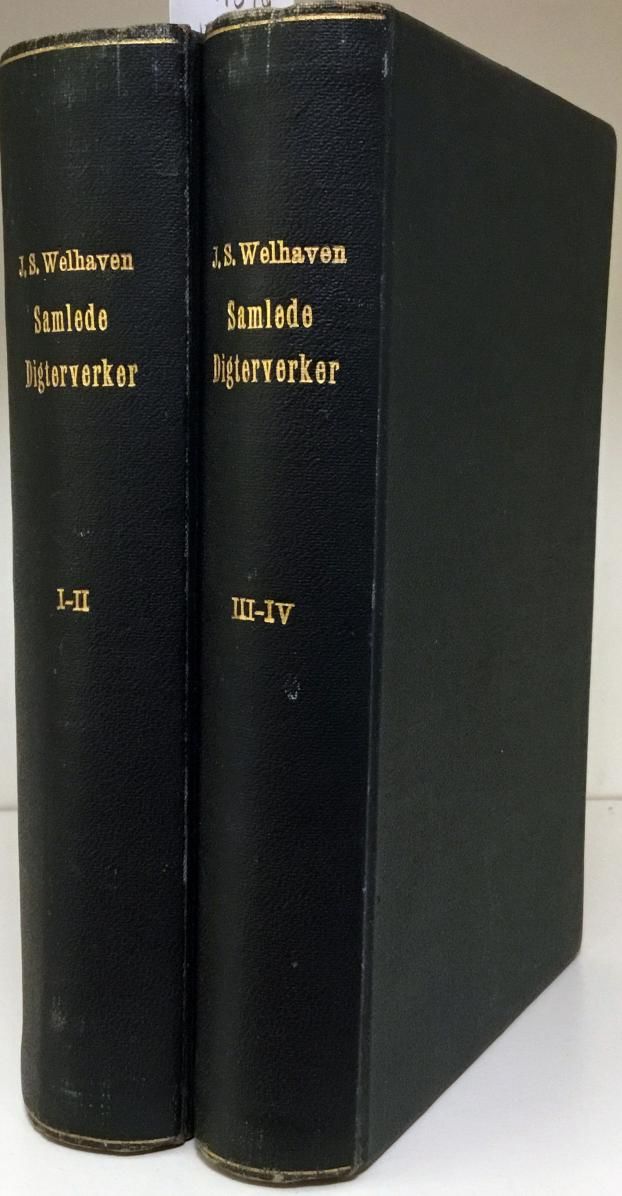 J. S. Welhaven
Samlede
Digterverker
I-II
J. S. Welhaven
Samlede
Digterverker
III-IV